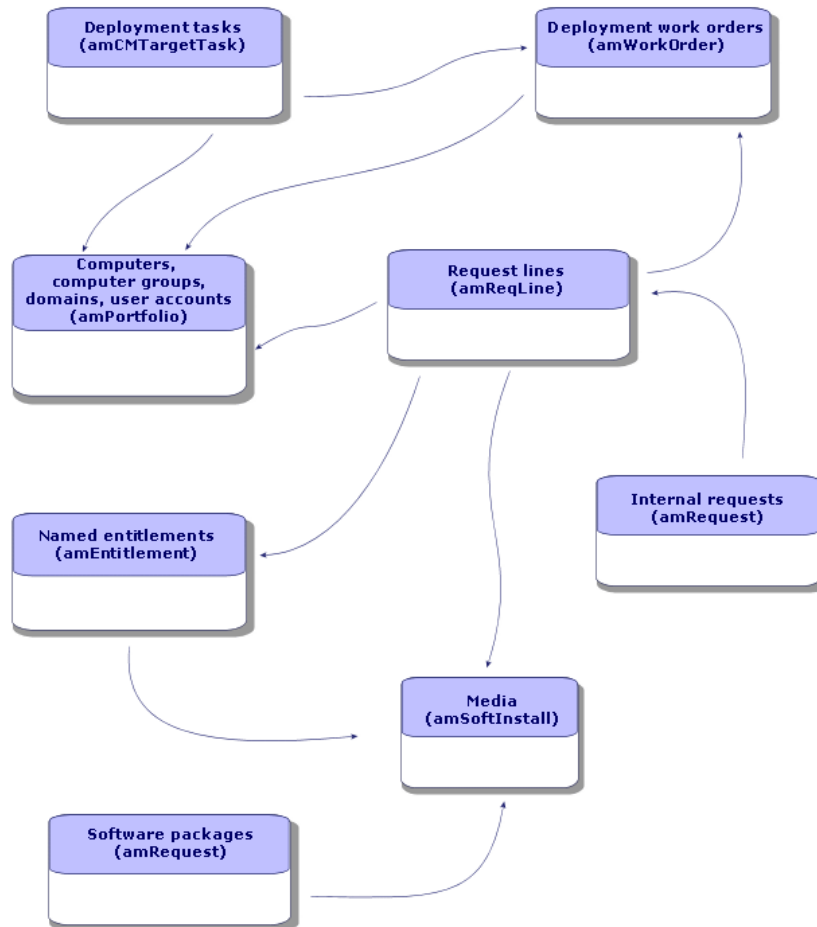 Deployment tasks
(amCMTargetTask)
Deployment work orders
(amWorkOrder)
Computers,
computer groups,
domains, user accounts
(amPortfolio)
Request lines
(amReqLine)
Internal requests
(amRequest)
Named entitlements
(amEntitlement)
Media
(amSoftInstall)
Software packages
(amRequest)